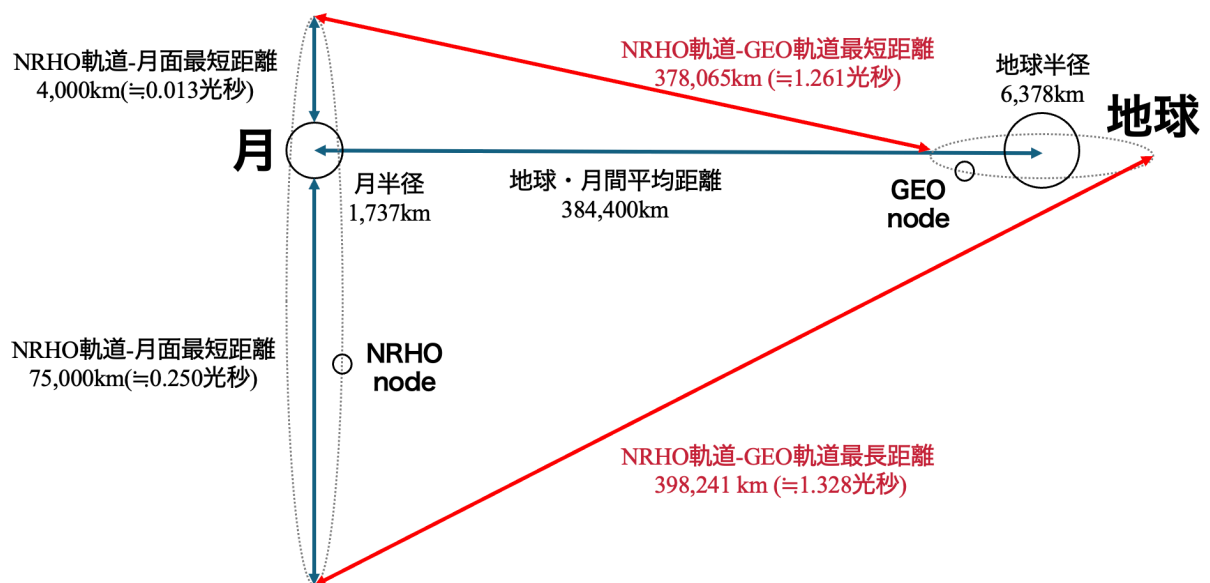 NRHO軌道-月面最短距離
4,000km(≒0.013光秒)
NRHO軌道-GEO軌道最短距離
378,065km (≒1.261光秒)
地球半径
6,378km
地球
月
月半径
1,737km
地球・月間平均距離
384,400km
GEO
node
NRHO軌道-月面最短距離
75,000km(≒0.250光秒)
NRHO
node
NRHO軌道-GEO軌道最長距離
398,241 km (≒1.328光秒)